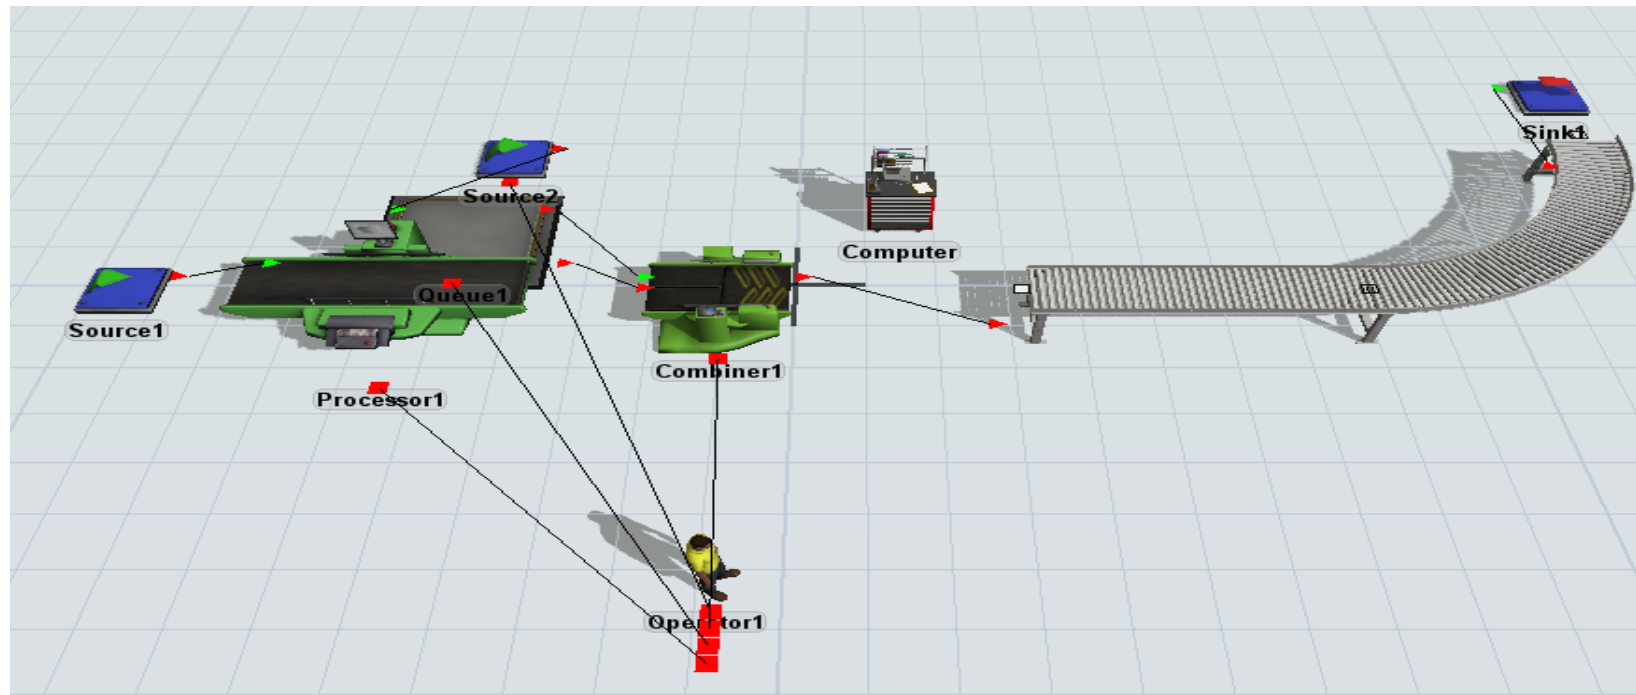 Sink1
Source2
Computer
Queue1
Source1
Combiner1
Processor1
Operator1